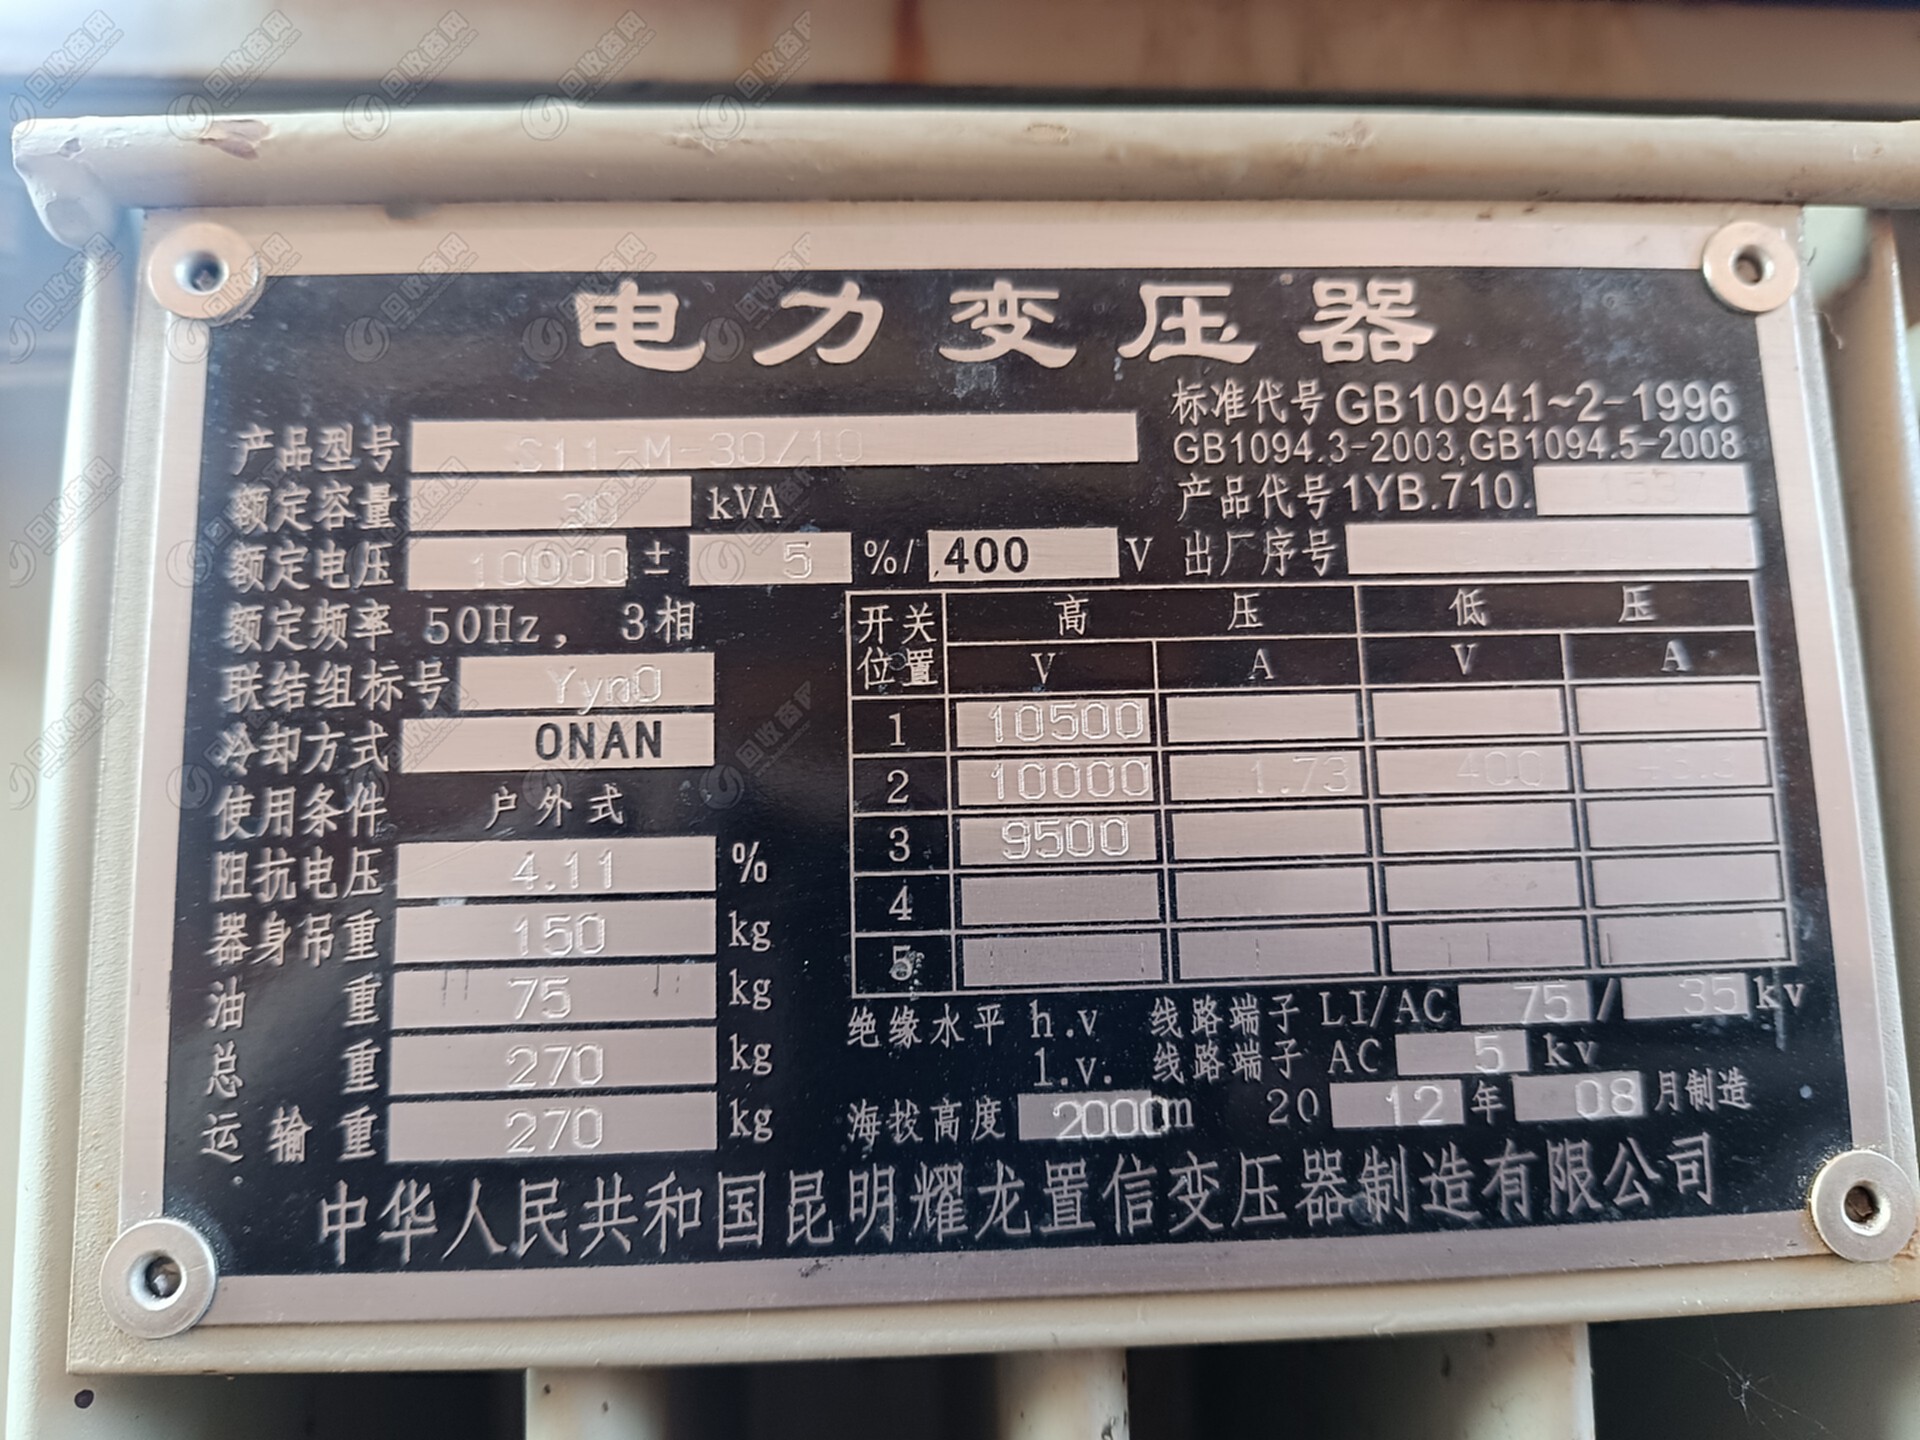 电力变压器
标准代号GB1094.1~2-1996
GB1094.3-2003,GB1094.5-2008
产品型号 S11-M-30/10
产品代号1YB.710.
额定容量 30 kVA
出厂序号
额定电压 10000 ± 5 %/ 400 V
额定频率 50Hz, 3相
联结组标号 Yyn0
冷却方式 ONAN
使用条件 户外式
阻抗电压 4.11 %
器身吊重 150 kg
油重 75 kg
总重 270 kg
运输重 270 kg
开关位置 高压 低压
V A V A
1 10500
2 10000 1.73 400
3 9500
4
5
绝缘水平 h.v 线路端子 LI/AC 75 / 35 kv
l.v. 线路端子 AC 5 kv
海拔高度 2000m 2012年08月制造
中华人民共和国昆明耀龙置信变压器制造有限公司
回收商网